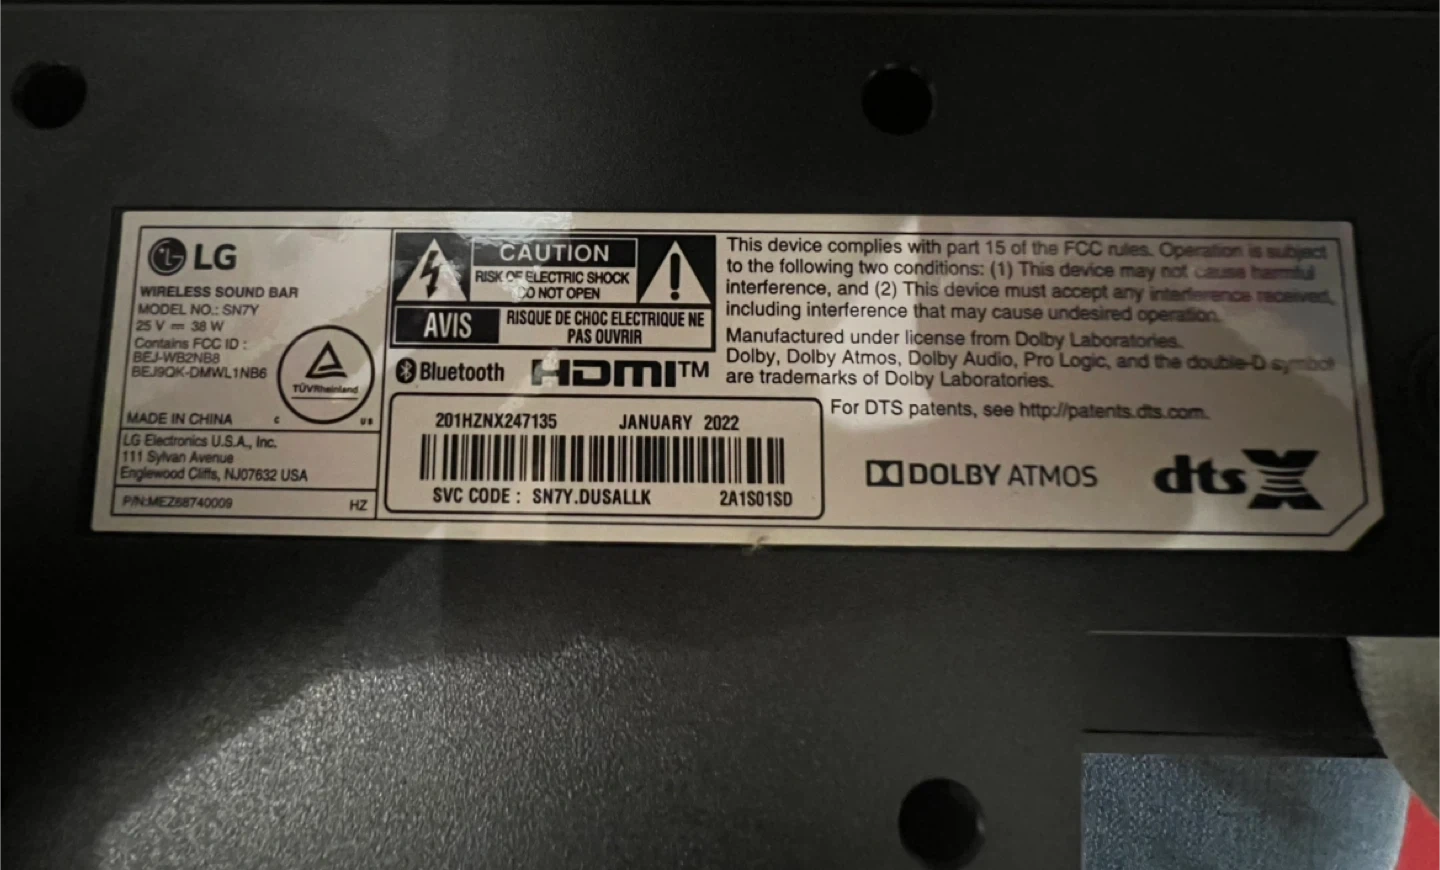 LG
WIRELESS SOUND BAR
MODEL NO.: SN7Y
25 V ⎓ 38 W
Contains FCC ID :
BEJ-WB2NB8
BEJ9QK-DMWL1NB6
TÜVRheinland
C US
MADE IN CHINA
LG Electronics U.S.A., Inc.
111 Sylvan Avenue
Englewood Cliffs, NJ07632 USA
P/N:MEZ68740009 HZ
CAUTION
RISK OF ELECTRIC SHOCK
DO NOT OPEN
AVIS
RISQUE DE CHOC ELECTRIQUE NE
PAS OUVRIR
Bluetooth HDMI™
201HZNX247135 JANUARY 2022
SVC CODE : SN7Y.DUSALLK 2A1S01SD
This device complies with part 15 of the FCC rules. Operation is subject
to the following two conditions: (1) This device may not cause harmful
interference, and (2) This device must accept any interference received,
including interference that may cause undesired operation.
Manufactured under license from Dolby Laboratories.
Dolby, Dolby Atmos, Dolby Audio, Pro Logic, and the double-D symbol
are trademarks of Dolby Laboratories.
For DTS patents, see http://patents.dts.com.
DOLBY ATMOS
dts X